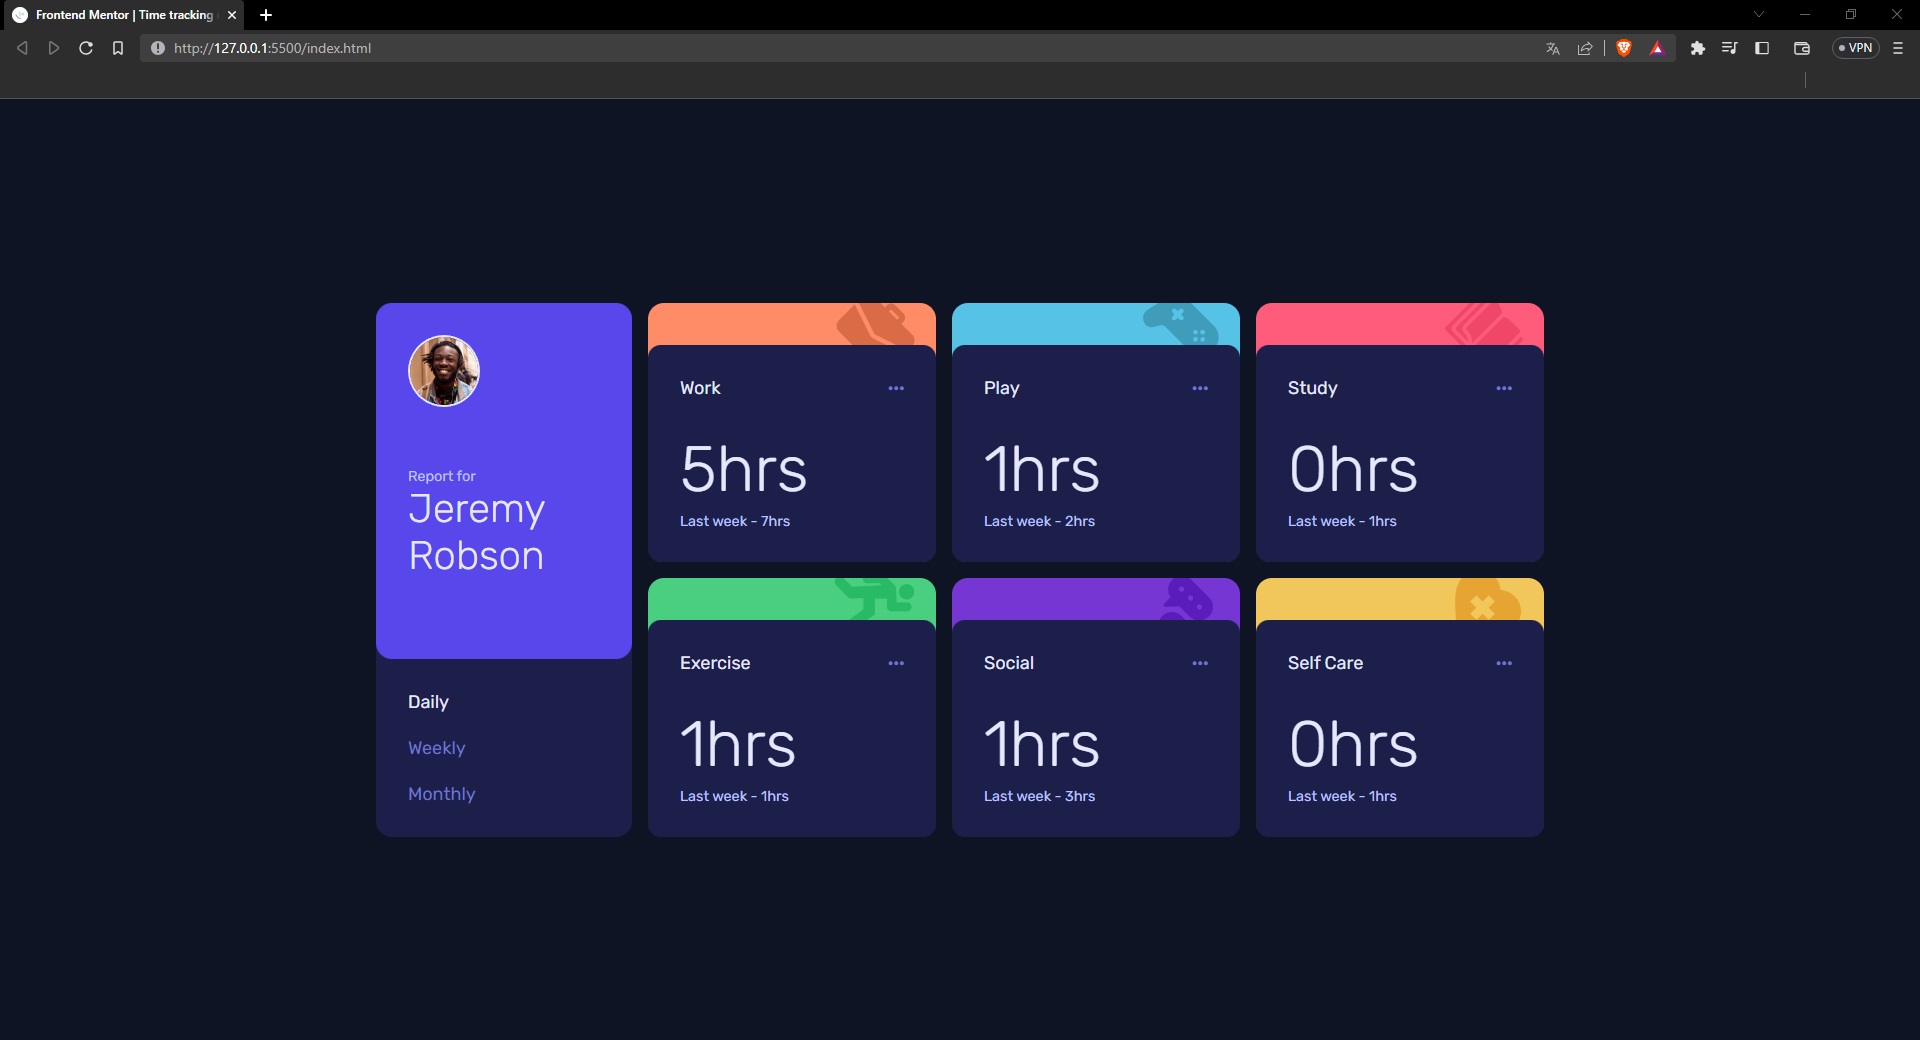 Frontend Mentor | Time tracking
http://127.0.0.1:5500/index.html
VPN
Report for
Jeremy
Robson
Daily
Weekly
Monthly
Work
5hrs
Last week - 7hrs
Play
1hrs
Last week - 2hrs
Study
0hrs
Last week - 1hrs
Exercise
1hrs
Last week - 1hrs
Social
1hrs
Last week - 3hrs
Self Care
0hrs
Last week - 1hrs